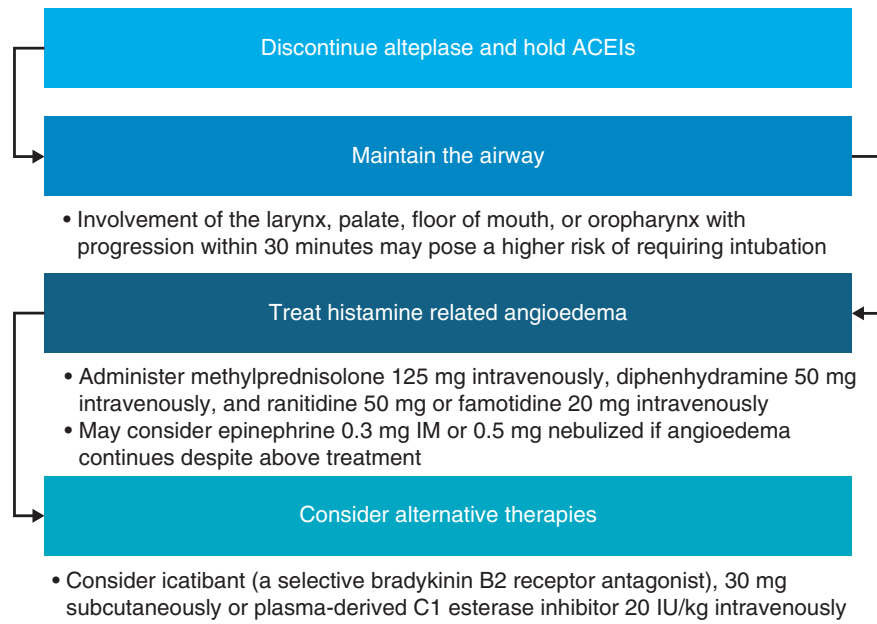 Discontinue alteplase and hold ACEIs
Maintain the airway
• Involvement of the larynx, palate, floor of mouth, or oropharynx with
progression within 30 minutes may pose a higher risk of requiring intubation
Treat histamine related angioedema
• Administer methylprednisolone 125 mg intravenously, diphenhydramine 50 mg
intravenously, and ranitidine 50 mg or famotidine 20 mg intravenously
• May consider epinephrine 0.3 mg IM or 0.5 mg nebulized if angioedema
continues despite above treatment
Consider alternative therapies
• Consider icatibant (a selective bradykinin B2 receptor antagonist), 30 mg
subcutaneously or plasma-derived C1 esterase inhibitor 20 IU/kg intravenously